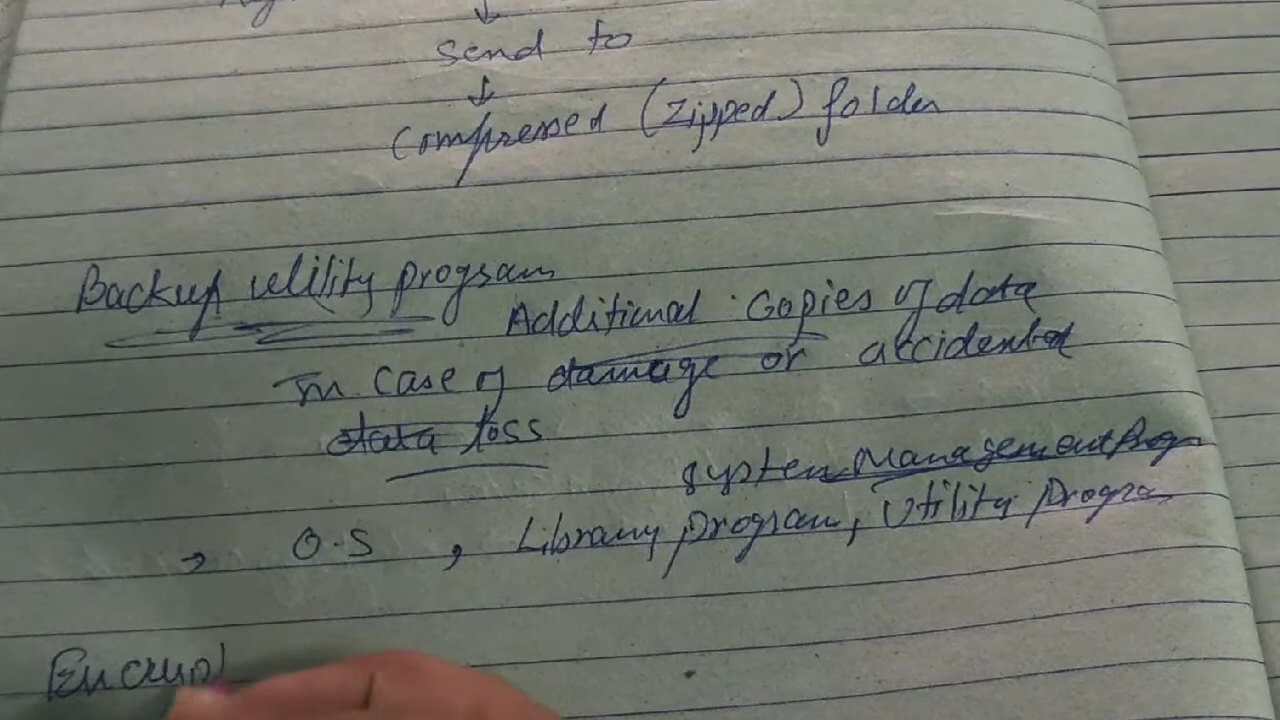 send to
compressed (zipped) folder
Backup utility program
Additional copies of data
In case of damage or accidental
data loss
system Management Prog
→ O.S , Library program, Utility Progra
Encrypt